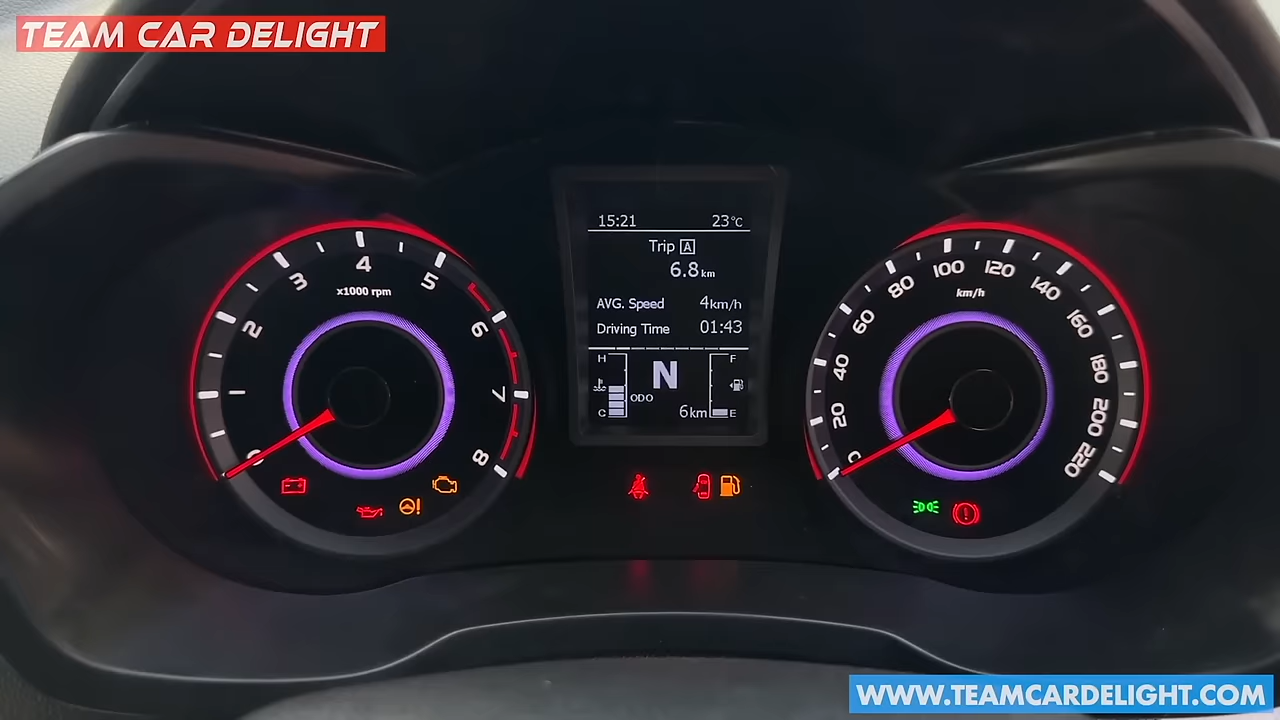 TEAM CAR DELIGHT
15:21 23°C
Trip A
6.8 km
AVG. Speed 4km/h
Driving Time 01:43
H F
N
ODO
C 6km E
0 1 2 3 4 5 6 7 8
x1000 rpm
0 20 40 60 80 100 120 140 160 180 200 220
km/h
WWW.TEAMCARDELIGHT.COM